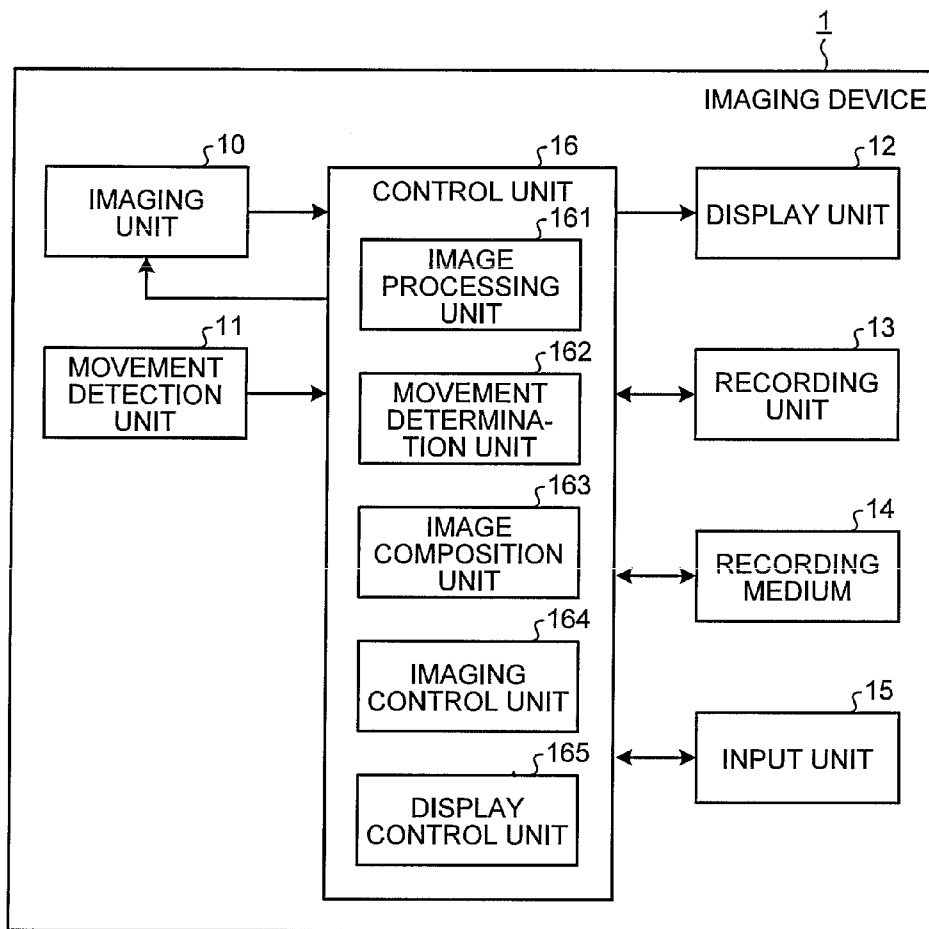 1
IMAGING DEVICE
10
IMAGING
UNIT
11
MOVEMENT
DETECTION
UNIT
16
CONTROL UNIT
161
IMAGE
PROCESSING
UNIT
162
MOVEMENT
DETERMINA-
TION UNIT
163
IMAGE
COMPOSITION
UNIT
164
IMAGING
CONTROL UNIT
165
DISPLAY
CONTROL UNIT
12
DISPLAY UNIT
13
RECORDING
UNIT
14
RECORDING
MEDIUM
15
INPUT UNIT